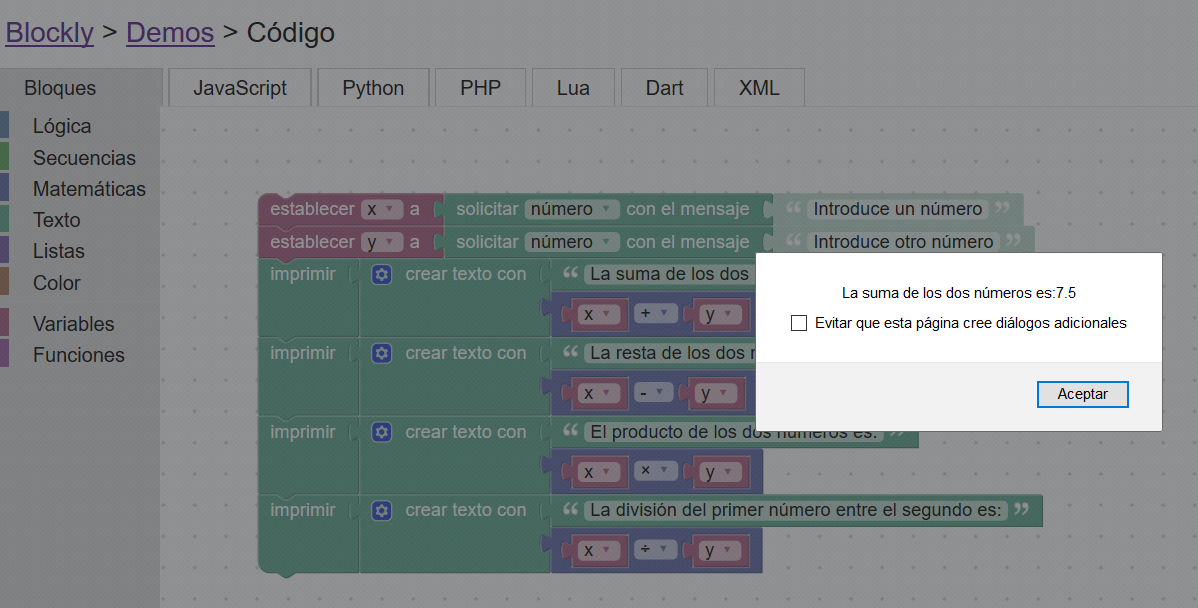 Blockly > Demos > Código
Bloques JavaScript Python PHP Lua Dart XML
Lógica
Secuencias
Matemáticas
Texto
Listas
Color
Variables
Funciones
establecer x a solicitar número con el mensaje “ Introduce un número ”
establecer y a solicitar número con el mensaje “ Introduce otro número ”
imprimir crear texto con “ La suma de los dos
x + y
imprimir crear texto con “ La resta de los dos
x - y
imprimir crear texto con “ El producto de los dos números es: ”
x × y
imprimir crear texto con “ La división del primer número entre el segundo es: ”
x ÷ y
La suma de los dos números es:7.5
Evitar que esta página cree diálogos adicionales
Aceptar